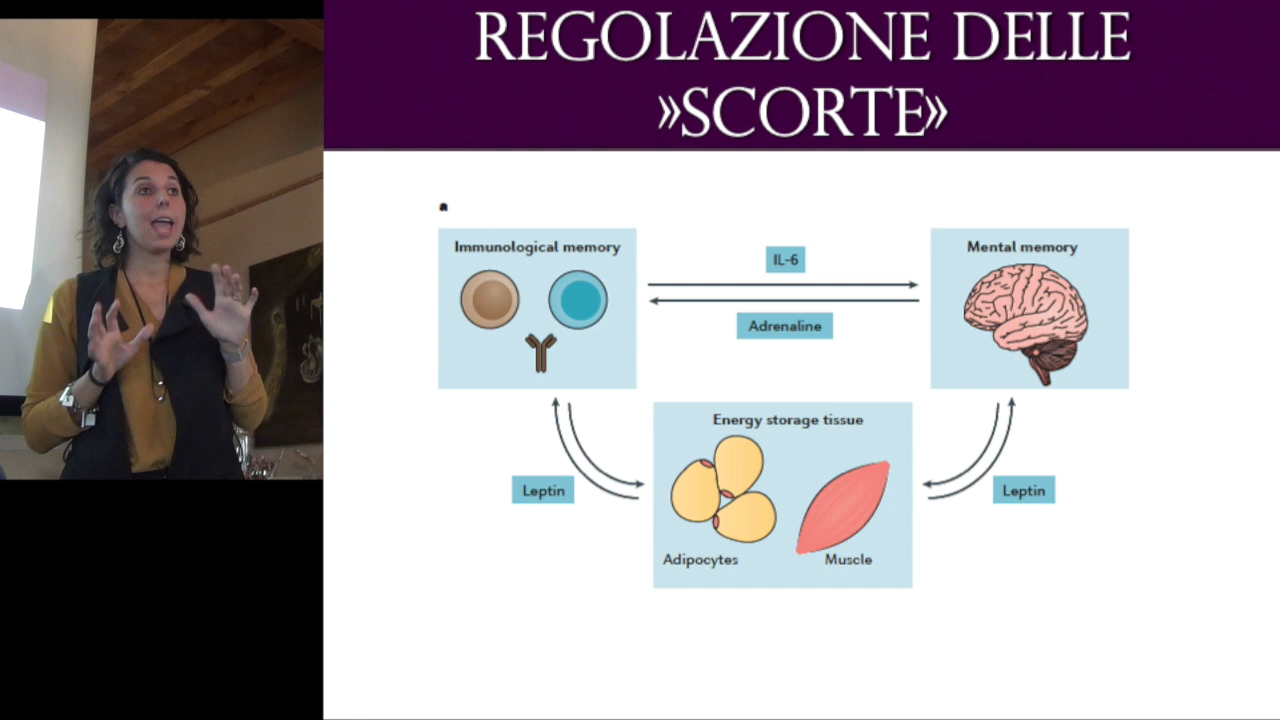 REGOLAZIONE DELLE
»SCORTE»
a
Immunological memory
IL-6
Mental memory
Adrenaline
Energy storage tissue
Leptin
Leptin
Adipocytes
Muscle